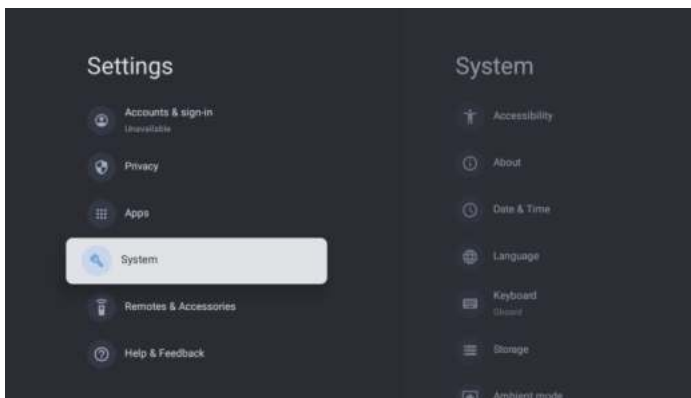 Settings
Accounts & sign-in
Unavailable
Privacy
Apps
System
Remotes & Accessories
Help & Feedback
System
Accessibility
About
Date & Time
Language
Keyboard
Gboard
Storage
Ambient mode